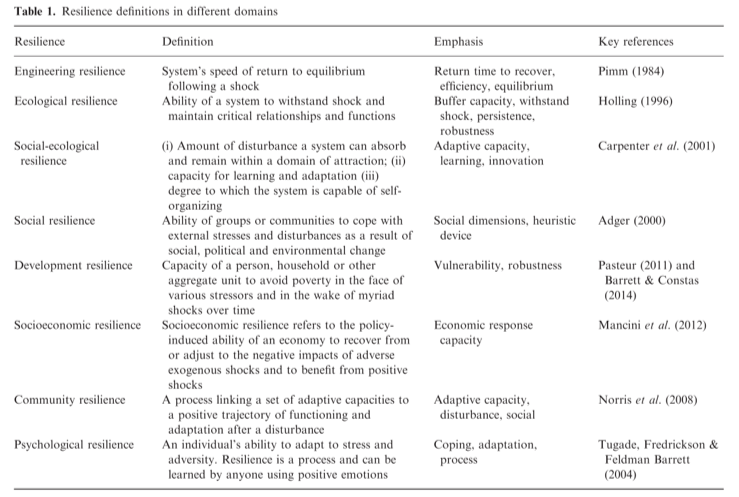 Table 1. Resilience definitions in different domains
Resilience Definition Emphasis Key references
Engineering resilience System's speed of return to equilibrium following a shock Return time to recover, efficiency, equilibrium Pimm (1984)
Ecological resilience Ability of a system to withstand shock and maintain critical relationships and functions Buffer capacity, withstand shock, persistence, robustness Holling (1996)
Social-ecological resilience (i) Amount of disturbance a system can absorb and remain within a domain of attraction; (ii) capacity for learning and adaptation (iii) degree to which the system is capable of self-organizing Adaptive capacity, learning, innovation Carpenter et al. (2001)
Social resilience Ability of groups or communities to cope with external stresses and disturbances as a result of social, political and environmental change Social dimensions, heuristic device Adger (2000)
Development resilience Capacity of a person, household or other aggregate unit to avoid poverty in the face of various stressors and in the wake of myriad shocks over time Vulnerability, robustness Pasteur (2011) and Barrett & Constas (2014)
Socioeconomic resilience Socioeconomic resilience refers to the policy-induced ability of an economy to recover from or adjust to the negative impacts of adverse exogenous shocks and to benefit from positive shocks Economic response capacity Mancini et al. (2012)
Community resilience A process linking a set of adaptive capacities to a positive trajectory of functioning and adaptation after a disturbance Adaptive capacity, disturbance, social Norris et al. (2008)
Psychological resilience An individual's ability to adapt to stress and adversity. Resilience is a process and can be learned by anyone using positive emotions Coping, adaptation, process Tugade, Fredrickson & Feldman Barrett (2004)